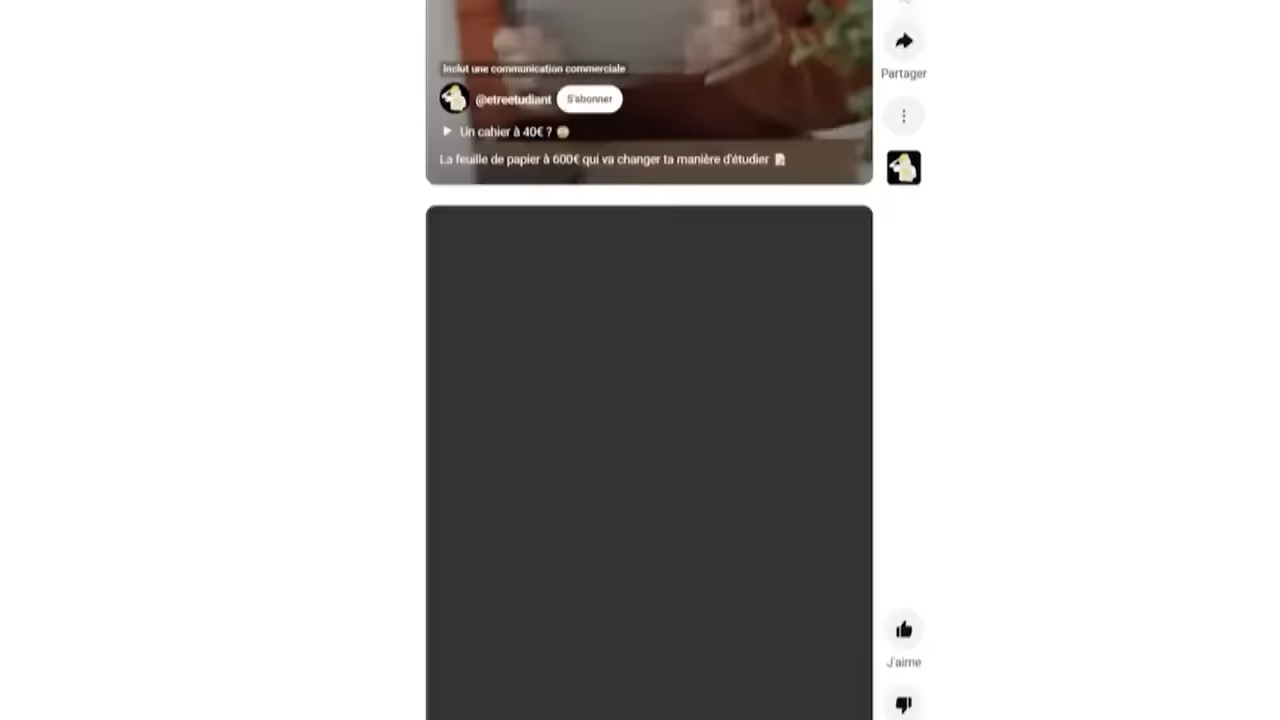 Inclut une communication commerciale
@etreetudiant S'abonner
Partager
Un cahier à 40€ ?
La feuille de papier à 600€ qui va changer ta manière d'étudier
J'aime